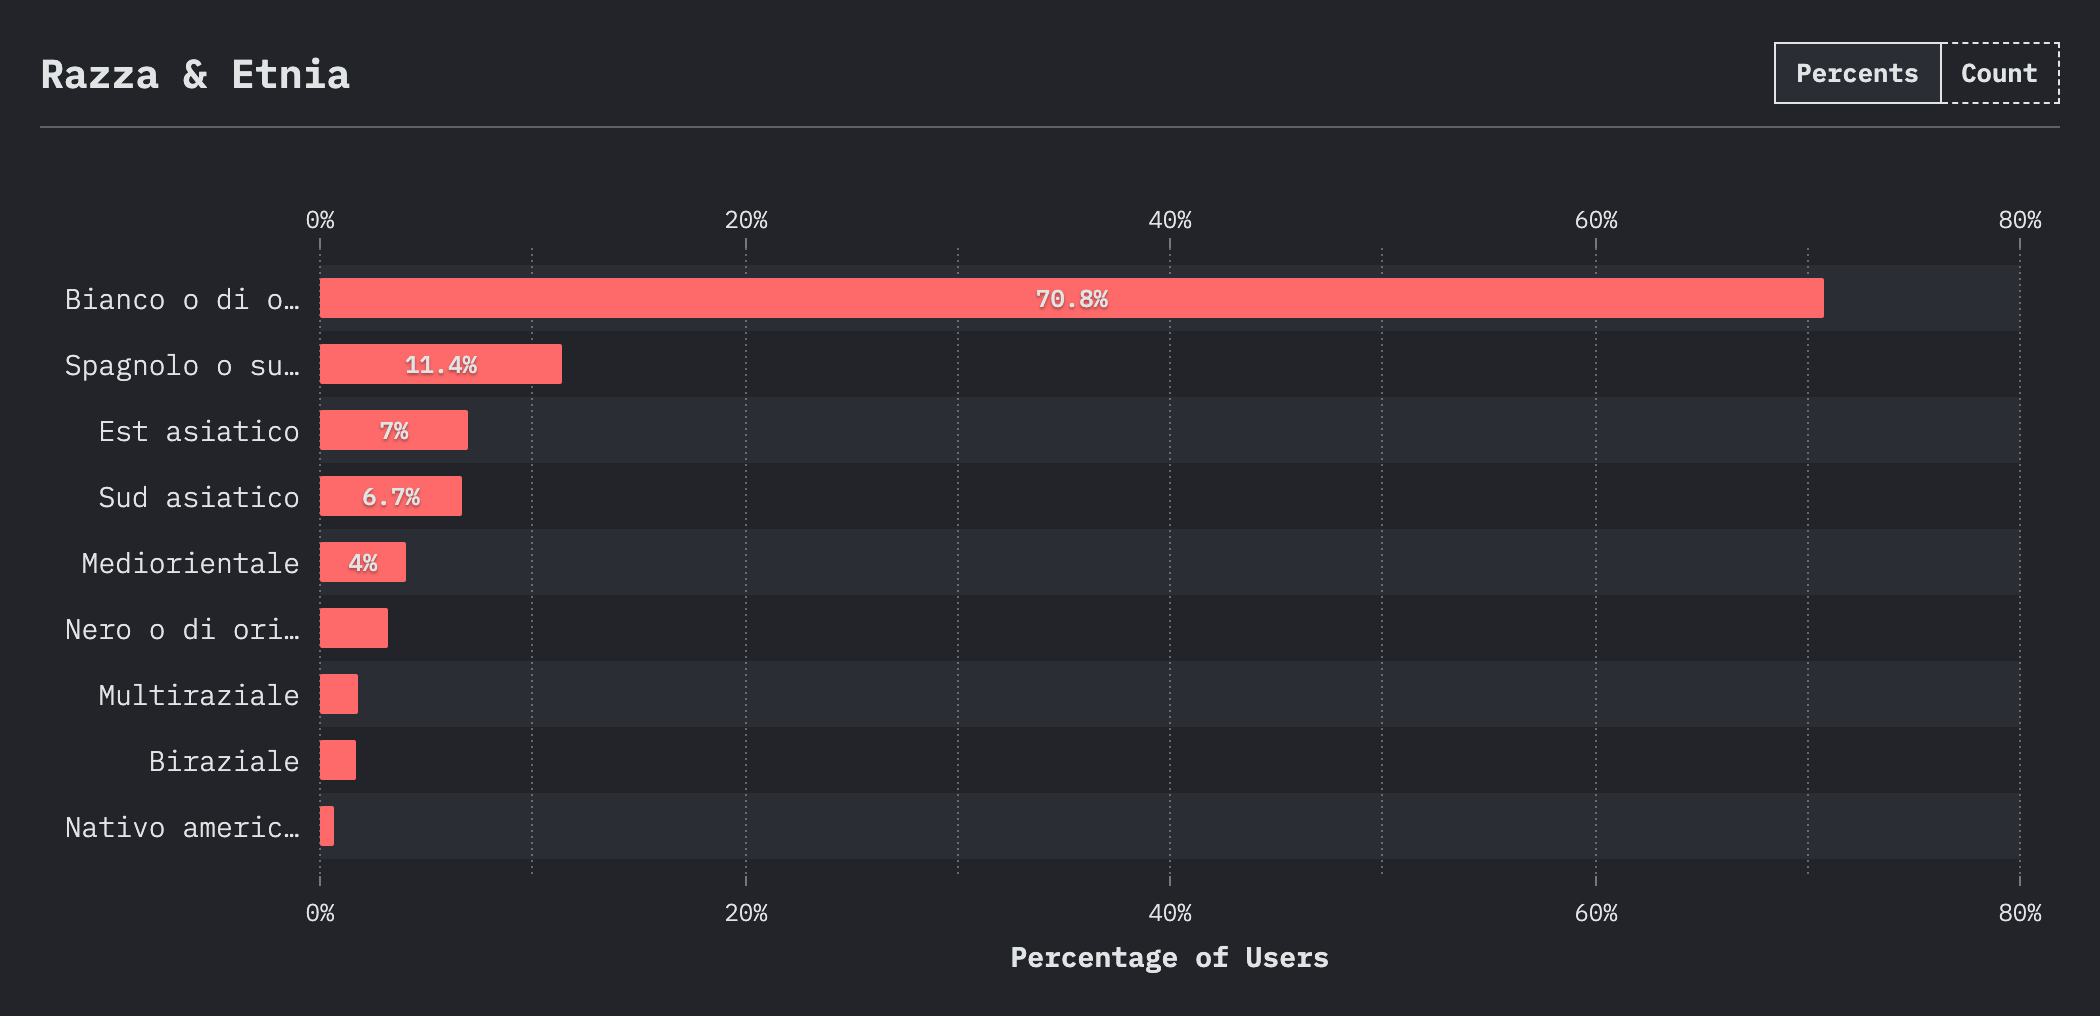 Razza & Etnia
Percents Count
0% 20% 40% 60% 80%
Bianco o di o… 70.8%
Spagnolo o su… 11.4%
Est asiatico 7%
Sud asiatico 6.7%
Mediorientale 4%
Nero o di ori…
Multiraziale
Biraziale
Nativo americ…
0% 20% 40% 60% 80%
Percentage of Users